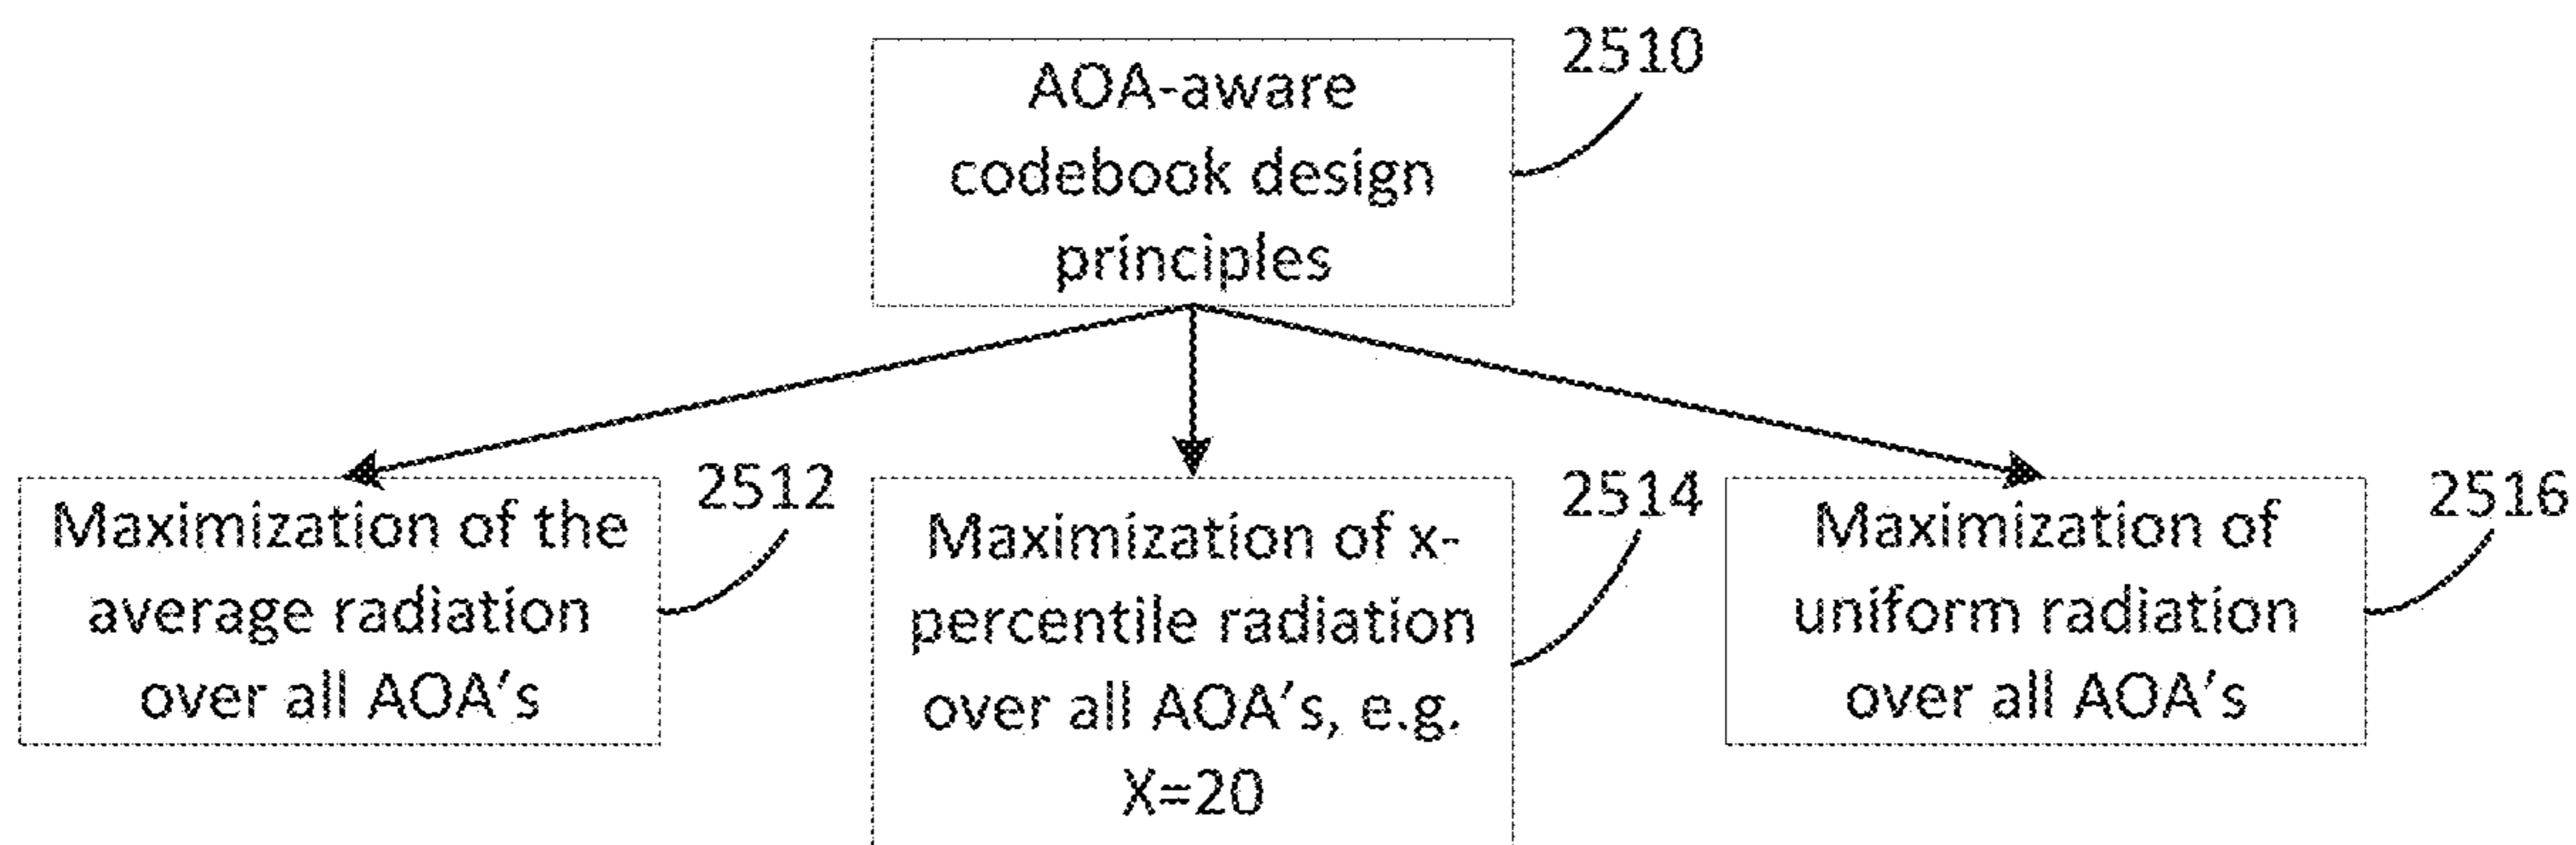 AOA-aware
codebook design
principles
2510
Maximization of the
average radiation
over all AOA's
2512
Maximization of x-
percentile radiation
over all AOA's, e.g.
X=20
2514
Maximization of
uniform radiation
over all AOA's
2516